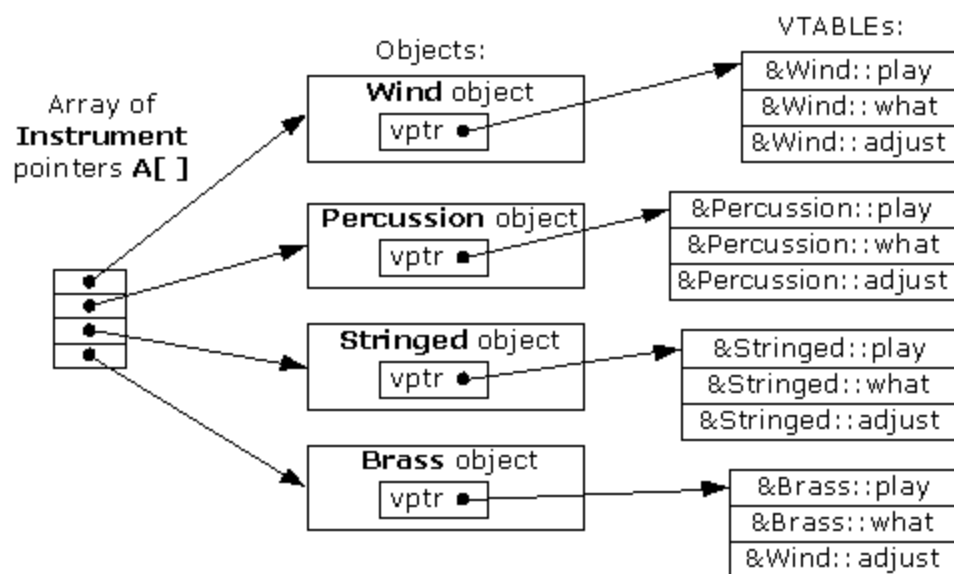 VTABLEs:
Objects:
Array of
Instrument
pointers A[ ]
Wind object
vptr
&Wind::play
&Wind::what
&Wind::adjust
Percussion object
vptr
&Percussion::play
&Percussion::what
&Percussion::adjust
Stringed object
vptr
&Stringed::play
&Stringed::what
&Stringed::adjust
Brass object
vptr
&Brass::play
&Brass::what
&Wind::adjust